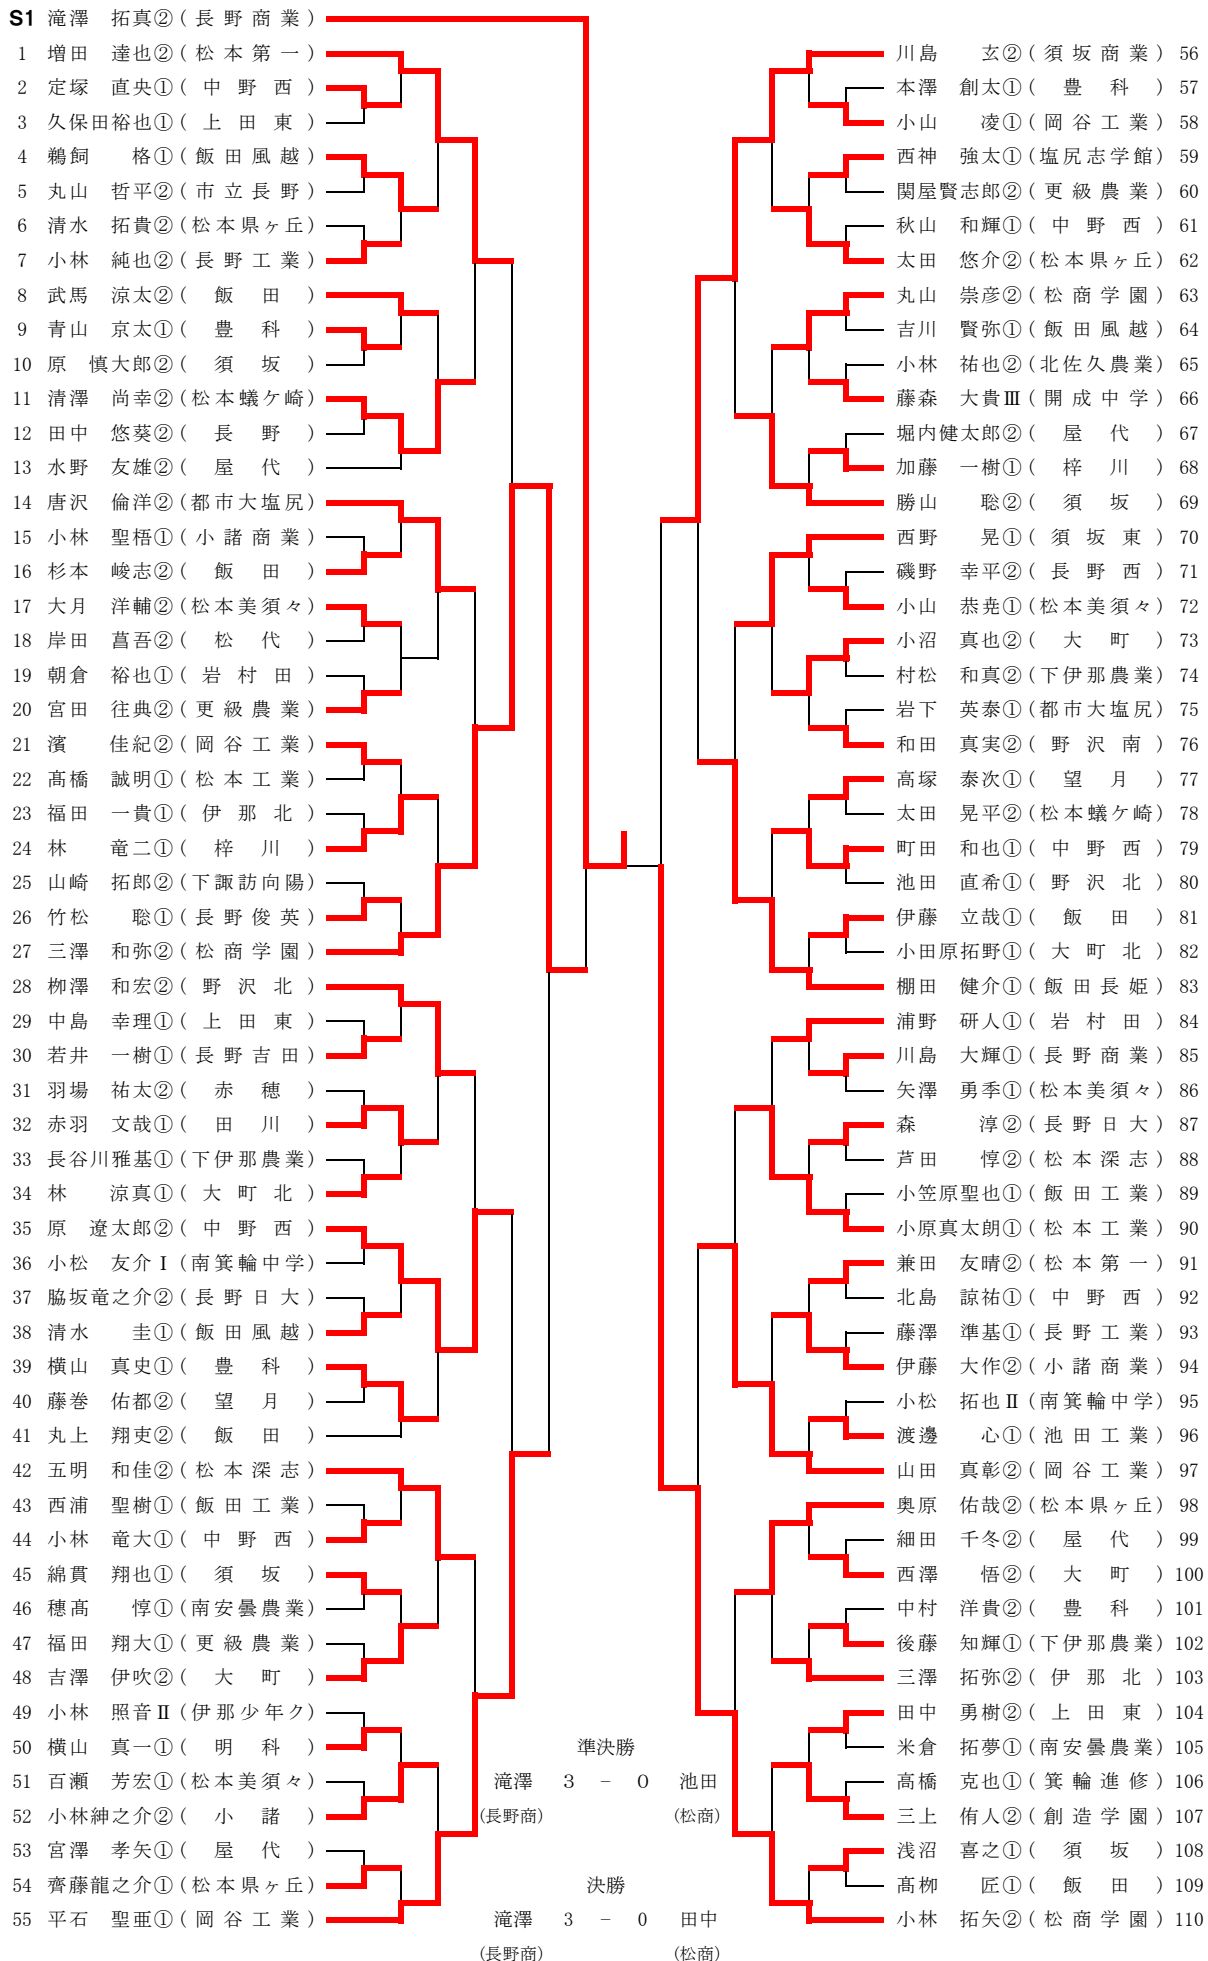 S1 滝澤 拓真②(長野商業)
1 増田 達也②(松本第一)
2 定塚 直央①(中野西)
3 久保田裕也①(上田東)
4 鵜飼 格①(飯田風越)
5 丸山 哲平②(市立長野)
6 清水 拓貴②(松本県ヶ丘)
7 小林 純也②(長野工業)
8 武馬 涼太②(飯田)
9 青山 京太①(豊科)
10 原 慎大郎②(須坂)
11 清澤 尚幸②(松本蟻ケ崎)
12 田中 悠葵②(長野)
13 水野 友雄②(屋代)
14 唐沢 倫洋②(都市大塩尻)
15 小林 聖梧①(小諸商業)
16 杉本 峻志②(飯田)
17 大月 洋輔②(松本美須々)
18 岸田 菖吾②(松代)
19 朝倉 裕也①(岩村田)
20 宮田 往典②(更級農業)
21 濱 佳紀②(岡谷工業)
22 髙橋 誠明①(松本工業)
23 福田 一貴①(伊那北)
24 林 竜二①(梓川)
25 山崎 拓郎②(下諏訪向陽)
26 竹松 聡①(長野俊英)
27 三澤 和弥②(松商学園)
28 栁澤 和宏②(野沢北)
29 中島 幸理①(上田東)
30 若井 一樹①(長野吉田)
31 羽場 祐太②(赤穂)
32 赤羽 文哉①(田川)
33 長谷川雅基①(下伊那農業)
34 林 涼真①(大町北)
35 原 遼太郎②(中野西)
36 小松 友介Ⅰ(南箕輪中学)
37 脇坂竜之介②(長野日大)
38 清水 圭①(飯田風越)
39 横山 真史①(豊科)
40 藤巻 佑都②(望月)
41 丸上 翔吏②(飯田)
42 五明 和佳②(松本深志)
43 西浦 聖樹①(飯田工業)
44 小林 竜大①(中野西)
45 綿貫 翔也①(須坂)
46 穂髙 惇①(南安曇農業)
47 福田 翔大①(更級農業)
48 吉澤 伊吹②(大町)
49 小林 照音Ⅱ(伊那少年ク)
50 横山 真一①(明科)
51 百瀬 芳宏①(松本美須々)
52 小林紳之介②(小諸)
53 宮澤 孝矢①(屋代)
54 齊藤龍之介①(松本県ヶ丘)
55 平石 聖亜①(岡谷工業)
川島 玄②(須坂商業) 56
本澤 創太①(豊科) 57
小山 凌①(岡谷工業) 58
西神 強太①(塩尻志学館) 59
関屋賢志郎②(更級農業) 60
秋山 和輝①(中野西) 61
太田 悠介②(松本県ヶ丘) 62
丸山 崇彦②(松商学園) 63
吉川 賢弥①(飯田風越) 64
小林 祐也②(北佐久農業) 65
藤森 大貴Ⅲ(開成中学) 66
堀内健太郎②(屋代) 67
加藤 一樹①(梓川) 68
勝山 聡②(須坂) 69
西野 晃①(須坂東) 70
磯野 幸平②(長野西) 71
小山 恭尭①(松本美須々) 72
小沼 真也②(大町) 73
村松 和真②(下伊那農業) 74
岩下 英泰①(都市大塩尻) 75
和田 真実②(野沢南) 76
高塚 泰次①(望月) 77
太田 晃平②(松本蟻ケ崎) 78
町田 和也①(中野西) 79
池田 直希①(野沢北) 80
伊藤 立哉①(飯田) 81
小田原拓野①(大町北) 82
棚田 健介①(飯田長姫) 83
浦野 研人①(岩村田) 84
川島 大輝①(長野商業) 85
矢澤 勇季①(松本美須々) 86
森 淳②(長野日大) 87
芦田 惇②(松本深志) 88
小笠原聖也①(飯田工業) 89
小原真太朗①(松本工業) 90
兼田 友晴②(松本第一) 91
北島 諒祐①(中野西) 92
藤澤 準基①(長野工業) 93
伊藤 大作②(小諸商業) 94
小松 拓也Ⅱ(南箕輪中学) 95
渡邊 心①(池田工業) 96
山田 真彰②(岡谷工業) 97
奥原 佑哉②(松本県ヶ丘) 98
細田 千冬②(屋代) 99
西澤 悟②(大町) 100
中村 洋貴②(豊科) 101
後藤 知輝①(下伊那農業) 102
三澤 拓弥②(伊那北) 103
田中 勇樹②(上田東) 104
米倉 拓夢①(南安曇農業) 105
高橋 克也①(箕輪進修) 106
三上 侑人②(創造学園) 107
浅沼 喜之①(須坂) 108
髙栁 匠①(飯田) 109
小林 拓矢②(松商学園) 110
準決勝
滝澤 3 - 0 池田
(長野商) (松商)
決勝
滝澤 3 - 0 田中
(長野商) (松商)